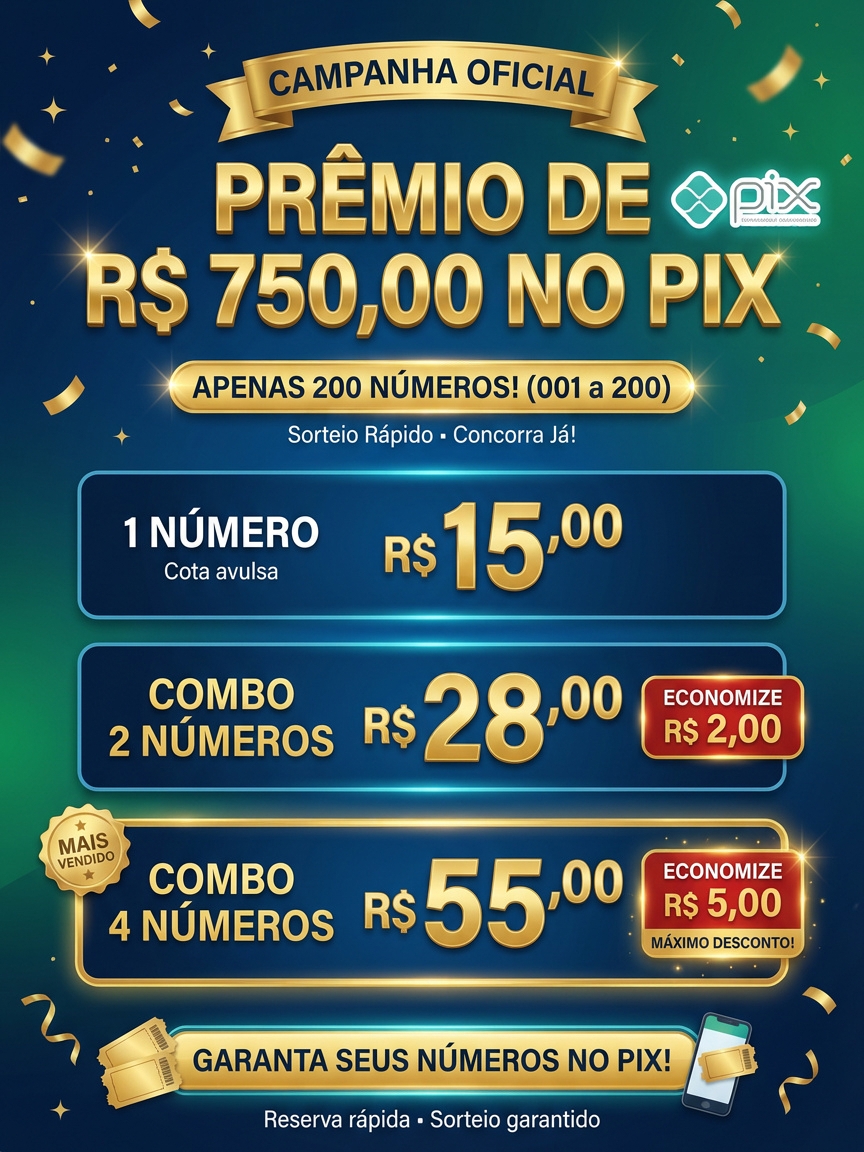 CAMPANHA OFICIAL
PRÊMIO DE
pix
R$ 750,00 NO PIX
APENAS 200 NÚMEROS! (001 a 200)
Sorteio Rápido ▪ Concorra Já!
1 NÚMERO
Cota avulsa
R$ 15,00
COMBO
2 NÚMEROS
R$ 28,00
ECONOMIZE
R$ 2,00
MAIS
VENDIDO
COMBO
4 NÚMEROS
R$ 55,00
ECONOMIZE
R$ 5,00
MÁXIMO DESCONTO!
GARANTA SEUS NÚMEROS NO PIX!
Reserva rápida ▪ Sorteio garantido